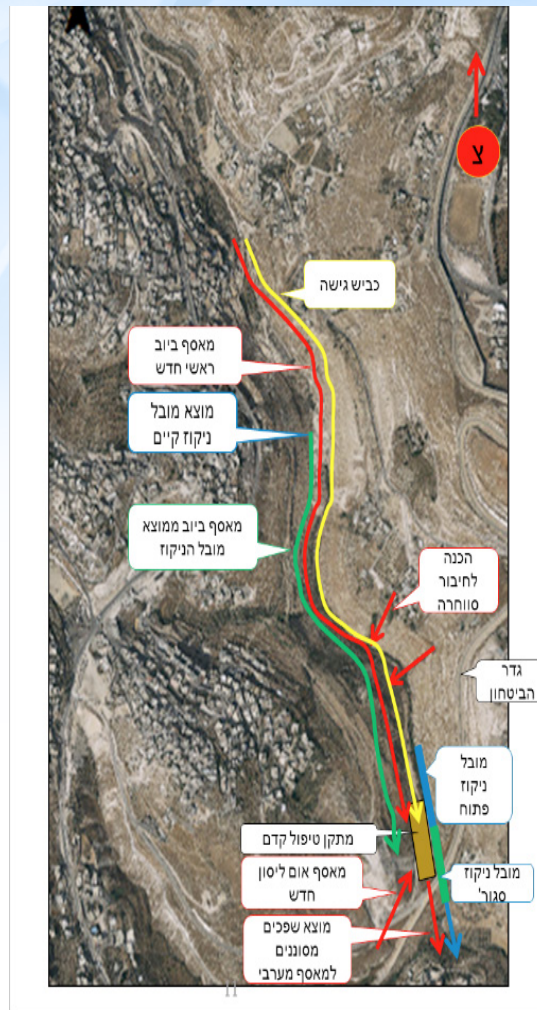 צ
כביש גישה
מאסף ביוב
ראשי חדש
מוצא מובל
ניקוז קיים
מאסף ביוב ממוצא
מובל הניקוז
הכנה
לחיבור
סווחרה
גדר
הביטחון
מובל
ניקוז
פתוח
מתקן טיפול קדם
מובל ניקוז
סגור'
מאסף אום ליסון
חדש
מוצא שפכים
מסוננים
למאסף מערבי
11